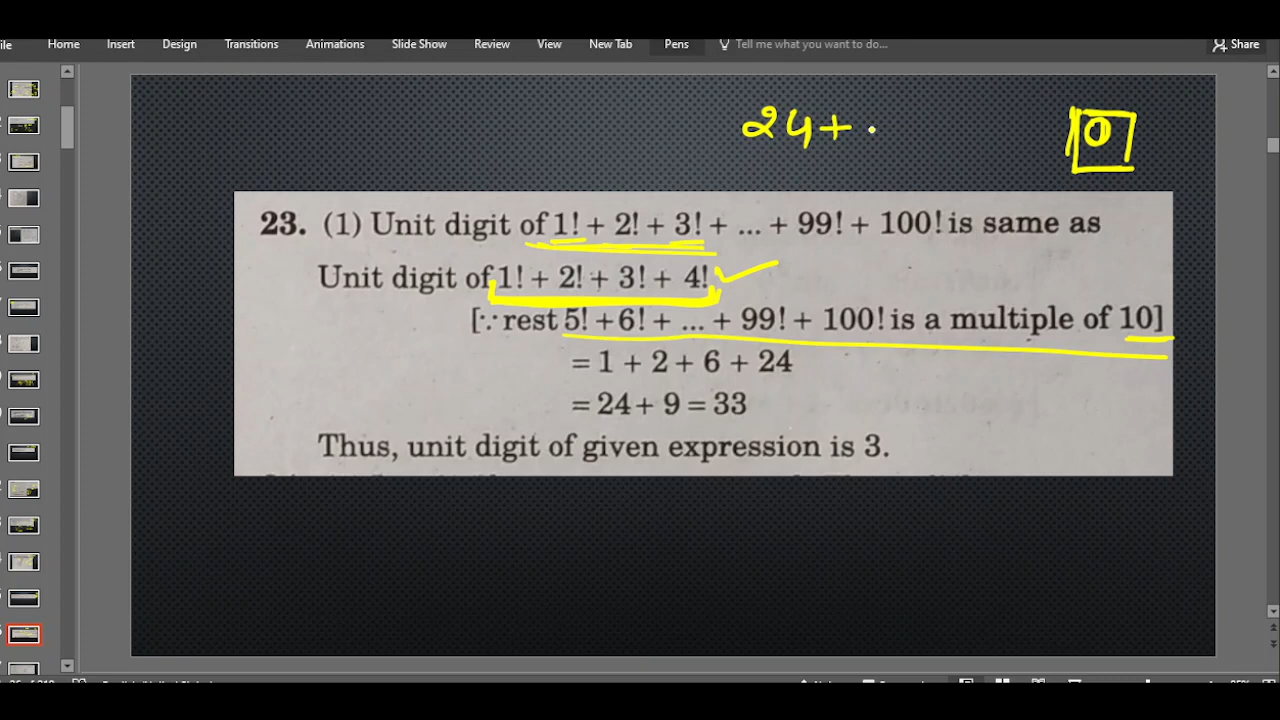 File Home Insert Design Transitions Animations Slide Show Review View New Tab Pens Tell me what you want to do... Share
24+ .
0
23. (1) Unit digit of 1! + 2! + 3! + ... + 99! + 100! is same as
Unit digit of 1! + 2! + 3! + 4!
[∵ rest 5! +6! + ... + 99! + 100! is a multiple of 10]
= 1 + 2 + 6 + 24
= 24 + 9 = 33
Thus, unit digit of given expression is 3.